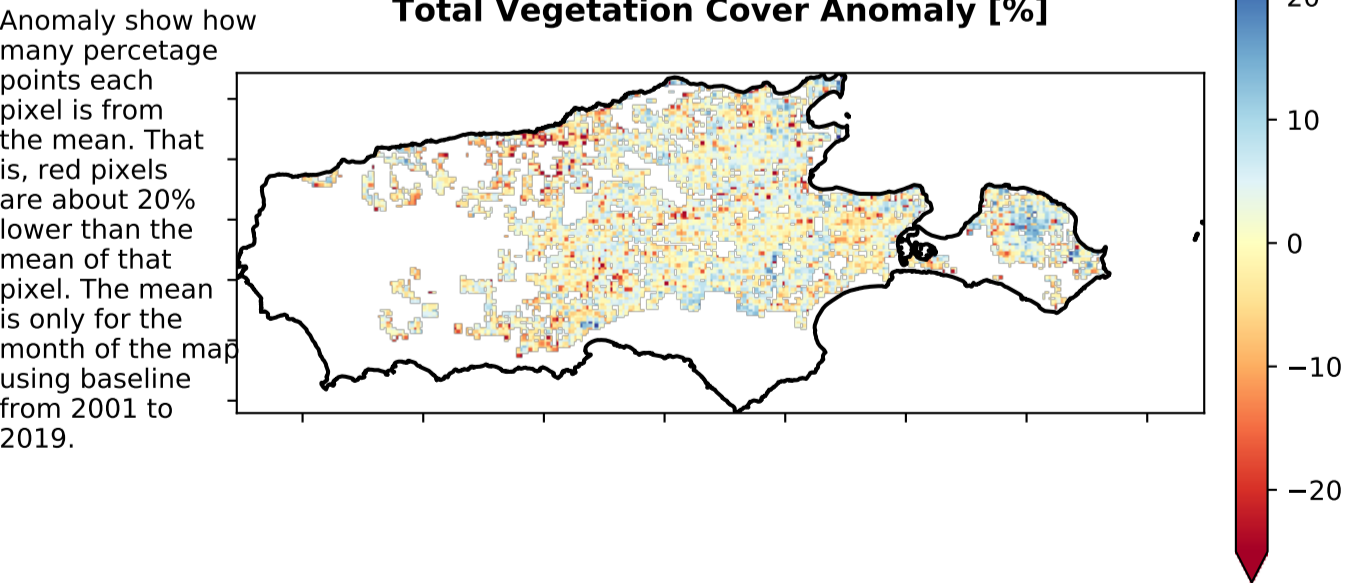 Total Vegetation Cover Anomaly [%]
Anomaly show how
many percetage
points each
pixel is from
the mean. That
is, red pixels
are about 20%
lower than the
mean of that
pixel. The mean
is only for the
month of the map
using baseline
from 2001 to
2019.
20
10
0
−10
−20